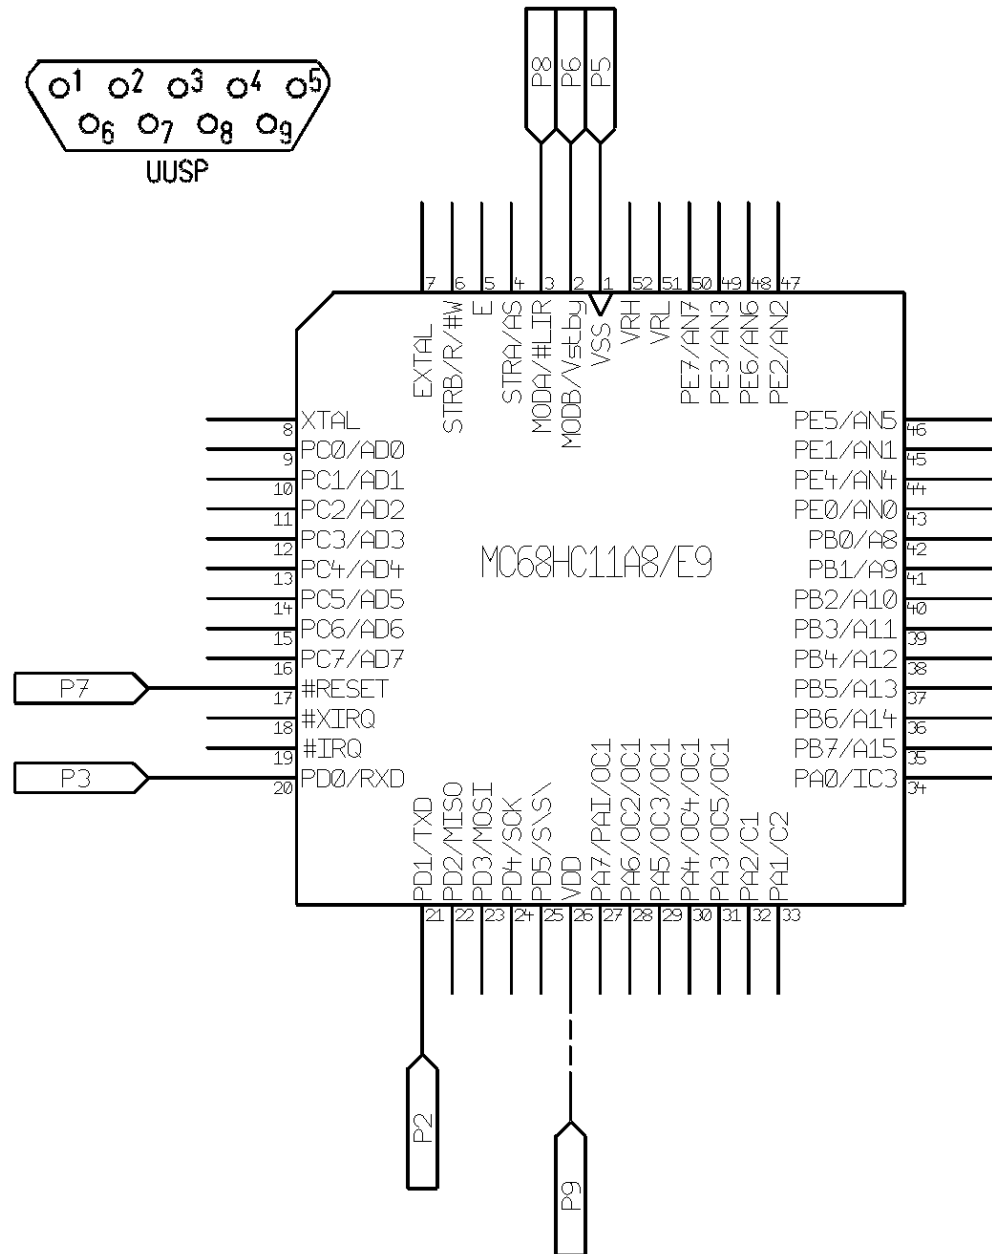 1 2 3 4 5
6 7 8 9
UUSP
P8 P6 P5
7 6 5 4 3 2 1 52 51 50 49 48 47
EXTAL
STRB/R/#W
E
STRA/AS
MODA/#LIR
MODB/Vstby
VSS
VRH
VRL
PE7/AN7
PE3/AN3
PE6/AN6
PE2/AN2
8 XTAL
9 PC0/AD0
10 PC1/AD1
11 PC2/AD2
12 PC3/AD3
13 PC4/AD4
14 PC5/AD5
15 PC6/AD6
16 PC7/AD7
P7 17 #RESET
18 #XIRQ
19 #IRQ
P3 20 PD0/RXD
MC68HC11A8/E9
PE5/AN5 46
PE1/AN1 45
PE4/AN4 44
PE0/AN0 43
PB0/A8 42
PB1/A9 41
PB2/A10 40
PB3/A11 39
PB4/A12 38
PB5/A13 37
PB6/A14 36
PB7/A15 35
PA0/IC3 34
PD1/TXD
PD2/MISO
PD3/MOSI
PD4/SCK
PD5/S\S\
VDD
PA7/PAI/OC1
PA6/OC2/OC1
PA5/OC3/OC1
PA4/OC4/OC1
PA3/OC5/OC1
PA2/C1
PA1/C2
21 22 23 24 25 26 27 28 29 30 31 32 33
P2
P9